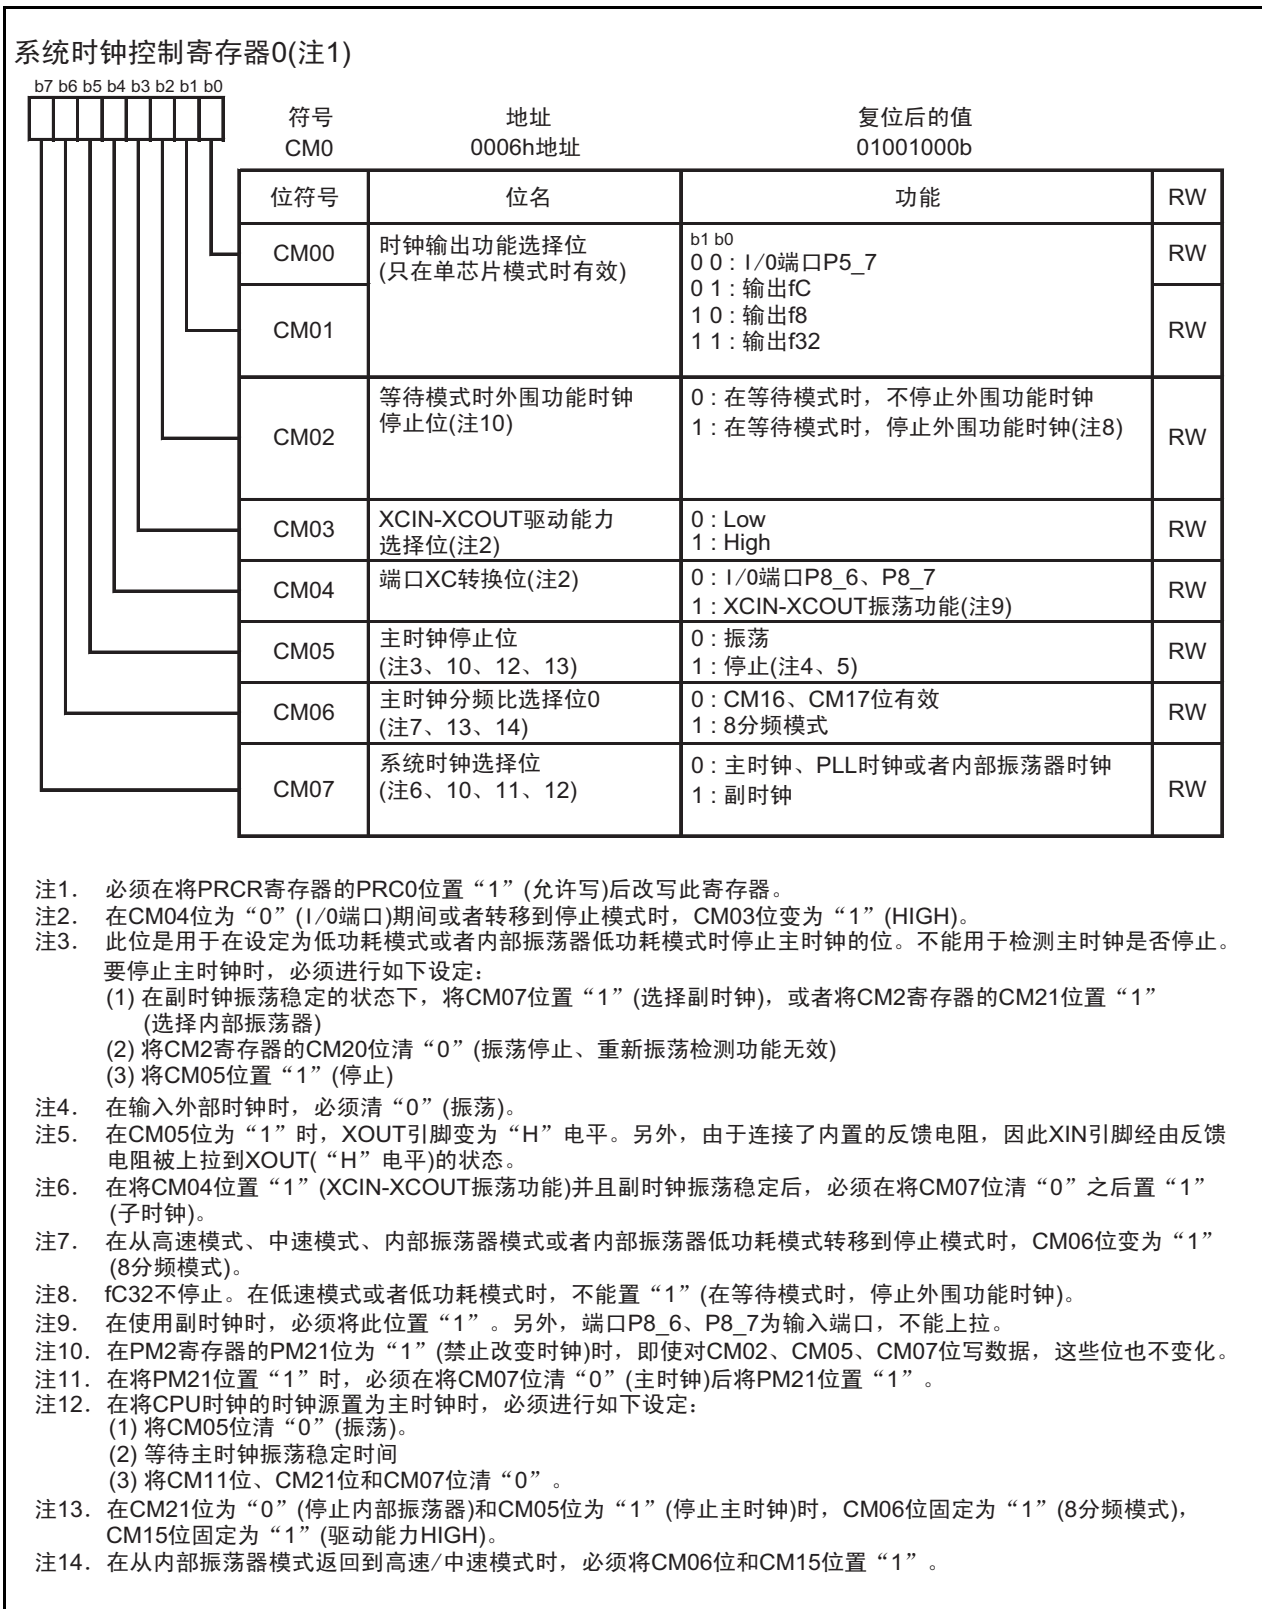 系统时钟控制寄存器0(注1)
b7 b6 b5 b4 b3 b2 b1 b0
符号 地址 复位后的值
CM0 0006h地址 01001000b
位符号 位名 功能 RW
CM00 时钟输出功能选择位
(只在单芯片模式时有效)
b1 b0
0 0 : I/O端口P5_7
0 1 : 输出fC
1 0 : 输出f8
1 1 : 输出f32
RW
CM01 RW
CM02 等待模式时外围功能时钟
停止位(注10)
0 : 在等待模式时，不停止外围功能时钟
1 : 在等待模式时，停止外围功能时钟(注8)
RW
CM03 XCIN-XCOUT驱动能力
选择位(注2)
0 : Low
1 : High
RW
CM04 端口XC转换位(注2)
0 : I/O端口P8_6、P8_7
1 : XCIN-XCOUT振荡功能(注9)
RW
CM05 主时钟停止位
(注3、10、12、13)
0 : 振荡
1 : 停止(注4、5)
RW
CM06 主时钟分频比选择位0
(注7、13、14)
0 : CM16、CM17位有效
1 : 8分频模式
RW
CM07 系统时钟选择位
(注6、10、11、12)
0 : 主时钟、PLL时钟或者内部振荡器时钟
1 : 副时钟
RW
注1. 必须在将PRCR寄存器的PRC0位置“1”(允许写)后改写此寄存器。
注2. 在CM04位为“0”(I/O端口)期间或者转移到停止模式时，CM03位变为“1”(HIGH)。
注3. 此位是用于在设定为低功耗模式或者内部振荡器低功耗模式时停止主时钟的位。不能用于检测主时钟是否停止。
要停止主时钟时，必须进行如下设定：
(1) 在副时钟振荡稳定的状态下，将CM07位置“1”(选择副时钟)，或者将CM2寄存器的CM21位置“1”
(选择内部振荡器)
(2) 将CM2寄存器的CM20位清“0”(振荡停止、重新振荡检测功能无效)
(3) 将CM05位置“1”(停止)
注4. 在输入外部时钟时，必须清“0”(振荡)。
注5. 在CM05位为“1”时，XOUT引脚变为“H”电平。另外，由于连接了内置的反馈电阻，因此XIN引脚经由反馈
电阻被上拉到XOUT(“H”电平)的状态。
注6. 在将CM04位置“1”(XCIN-XCOUT振荡功能)并且副时钟振荡稳定后，必须在将CM07位清“0”之后置“1”
(子时钟)。
注7. 在从高速模式、中速模式、内部振荡器模式或者内部振荡器低功耗模式转移到停止模式时，CM06位变为“1”
(8分频模式)。
注8. fC32不停止。在低速模式或者低功耗模式时，不能置“1”(在等待模式时，停止外围功能时钟)。
注9. 在使用副时钟时，必须将此位置“1”。另外，端口P8_6、P8_7为输入端口，不能上拉。
注10. 在PM2寄存器的PM21位为“1”(禁止改变时钟)时，即使对CM02、CM05、CM07位写数据，这些位也不变化。
注11. 在将PM21位置“1”时，必须在将CM07位清“0”(主时钟)后将PM21位置“1”。
注12. 在将CPU时钟的时钟源置为主时钟时，必须进行如下设定：
(1) 将CM05位清“0”(振荡)。
(2) 等待主时钟振荡稳定时间
(3) 将CM11位、CM21位和CM07位清“0”。
注13. 在CM21位为“0”(停止内部振荡器)和CM05位为“1”(停止主时钟)时，CM06位固定为“1”(8分频模式)，
CM15位固定为“1”(驱动能力HIGH)。
注14. 在从内部振荡器模式返回到高速/中速模式时，必须将CM06位和CM15位置“1”。